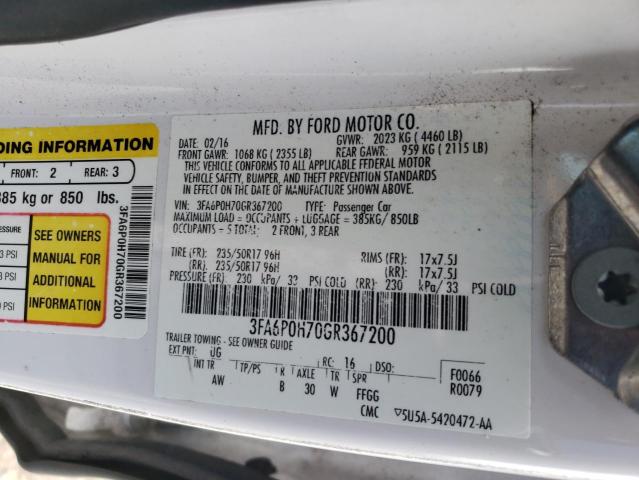 DING INFORMATION
FRONT: 2 REAR: 3
385 kg or 850 lbs.
PRESSURE
PSI
PSI
PSI
SEE OWNERS
MANUAL FOR
ADDITIONAL
INFORMATION
3FA6P0H70GR367200
MFD. BY FORD MOTOR CO.
02/16 GVWR: 2023 KG (4460 LB)
FRONT GAWR: 1068 KG (2355 LB) REAR GAWR: 959 KG (2115 LB)
THIS VEHICLE CONFORMS TO ALL APPLICABLE FEDERAL MOTOR
VEHICLE SAFETY, BUMPER, AND THEFT PREVENTION STANDARDS
IN EFFECT ON THE DATE OF MANUFACTURE SHOWN ABOVE.
VIN: 3FA6P0H70GR367200 TYPE: Passenger Car
MAXIMUM LOAD = OCCUPANTS + LUGGAGE = 385KG/850LB
OCCUPANTS = 5 TOTAL: 2 FRONT, 3 REAR
TIRE (FR): 235/50R17 96H RIMS (FR): 17x7.5J
(RR): 235/50R17 96H (RR): 17x7.5J
PRESSURE (FR): 230 kPa/ 33 PSI COLD (RR): 230 kPa/ 33 PSI COLD
3FA6P0H70GR367200
TRAILER TOWING - SEE OWNER GUIDE
EXT PNT: UG RC: 16 DSO: F0066
INT TR TP/PS R AXLE TR SPR R0079
AW B 30 W FFGG
CMC ▽5U5A-5420472-AA